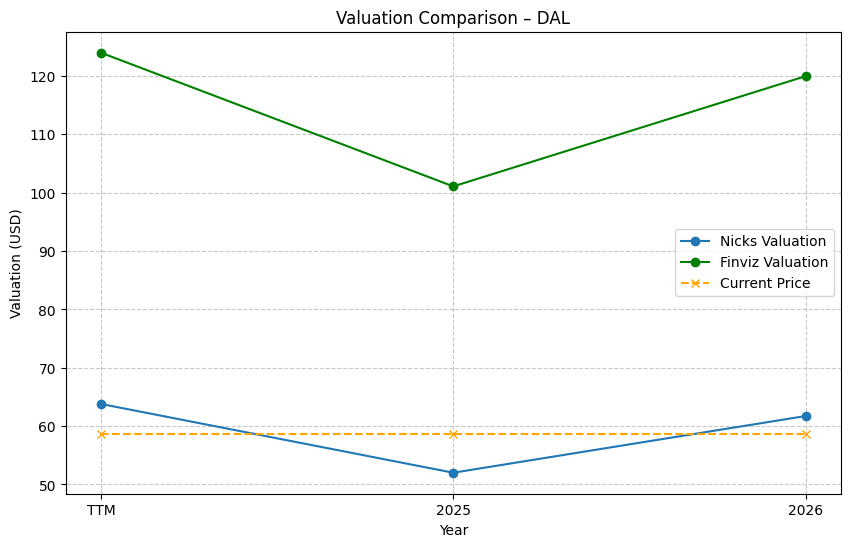 Valuation Comparison – DAL
Valuation (USD)
120
110
100
90
80
70
60
50
Nicks Valuation
Finviz Valuation
Current Price
TTM
2025
2026
Year